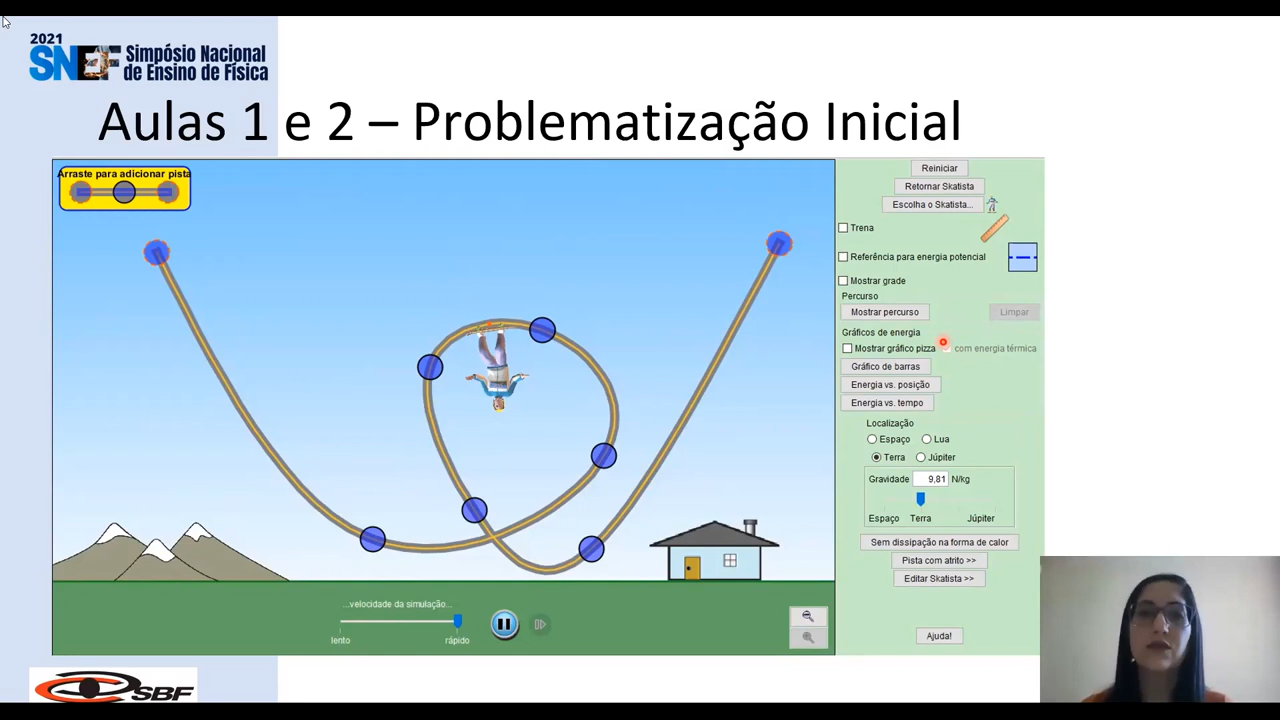 2021
SNEF Simpósio Nacional
de Ensino de Física
Aulas 1 e 2 – Problematização Inicial
Arraste para adicionar pista
Reiniciar
Retornar Skatista
Escolha o Skatista...
Trena
Referência para energia potencial
Mostrar grade
Percurso
Mostrar percurso
Limpar
Gráficos de energia
Mostrar gráfico pizza
com energia térmica
Gráfico de barras
Energia vs. posição
Energia vs. tempo
Localização
Espaço
Lua
Terra
Júpiter
Gravidade 9,81 N/kg
Espaço Terra Júpiter
Sem dissipação na forma de calor
Pista com atrito >>
Editar Skatista >>
Ajuda!
...velocidade da simulação...
lento
rápido
SBF